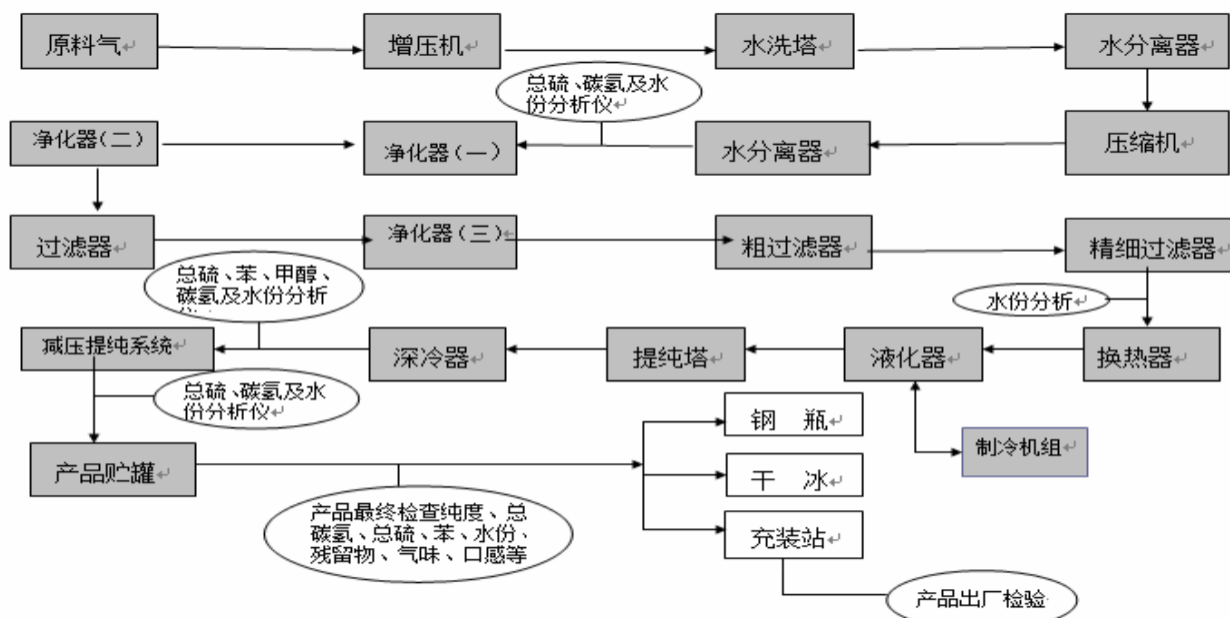 原料气
增压机
水洗塔
水分离器
总硫、碳氢及水
份分析仪
净化器（二）
净化器（一）
水分离器
压缩机
过滤器
净化器（三）
粗过滤器
精细过滤器
总硫、苯、甲醇、
碳氢及水份分析
水份分析
减压提纯系统
深冷器
提纯塔
液化器
换热器
总硫、碳氢及水
份分析仪
钢 瓶
制冷机组
产品贮罐
干 冰
产品最终检查纯度、总
碳氢、总硫、苯、水份、
残留物、气味、口感等
充装站
产品出厂检验